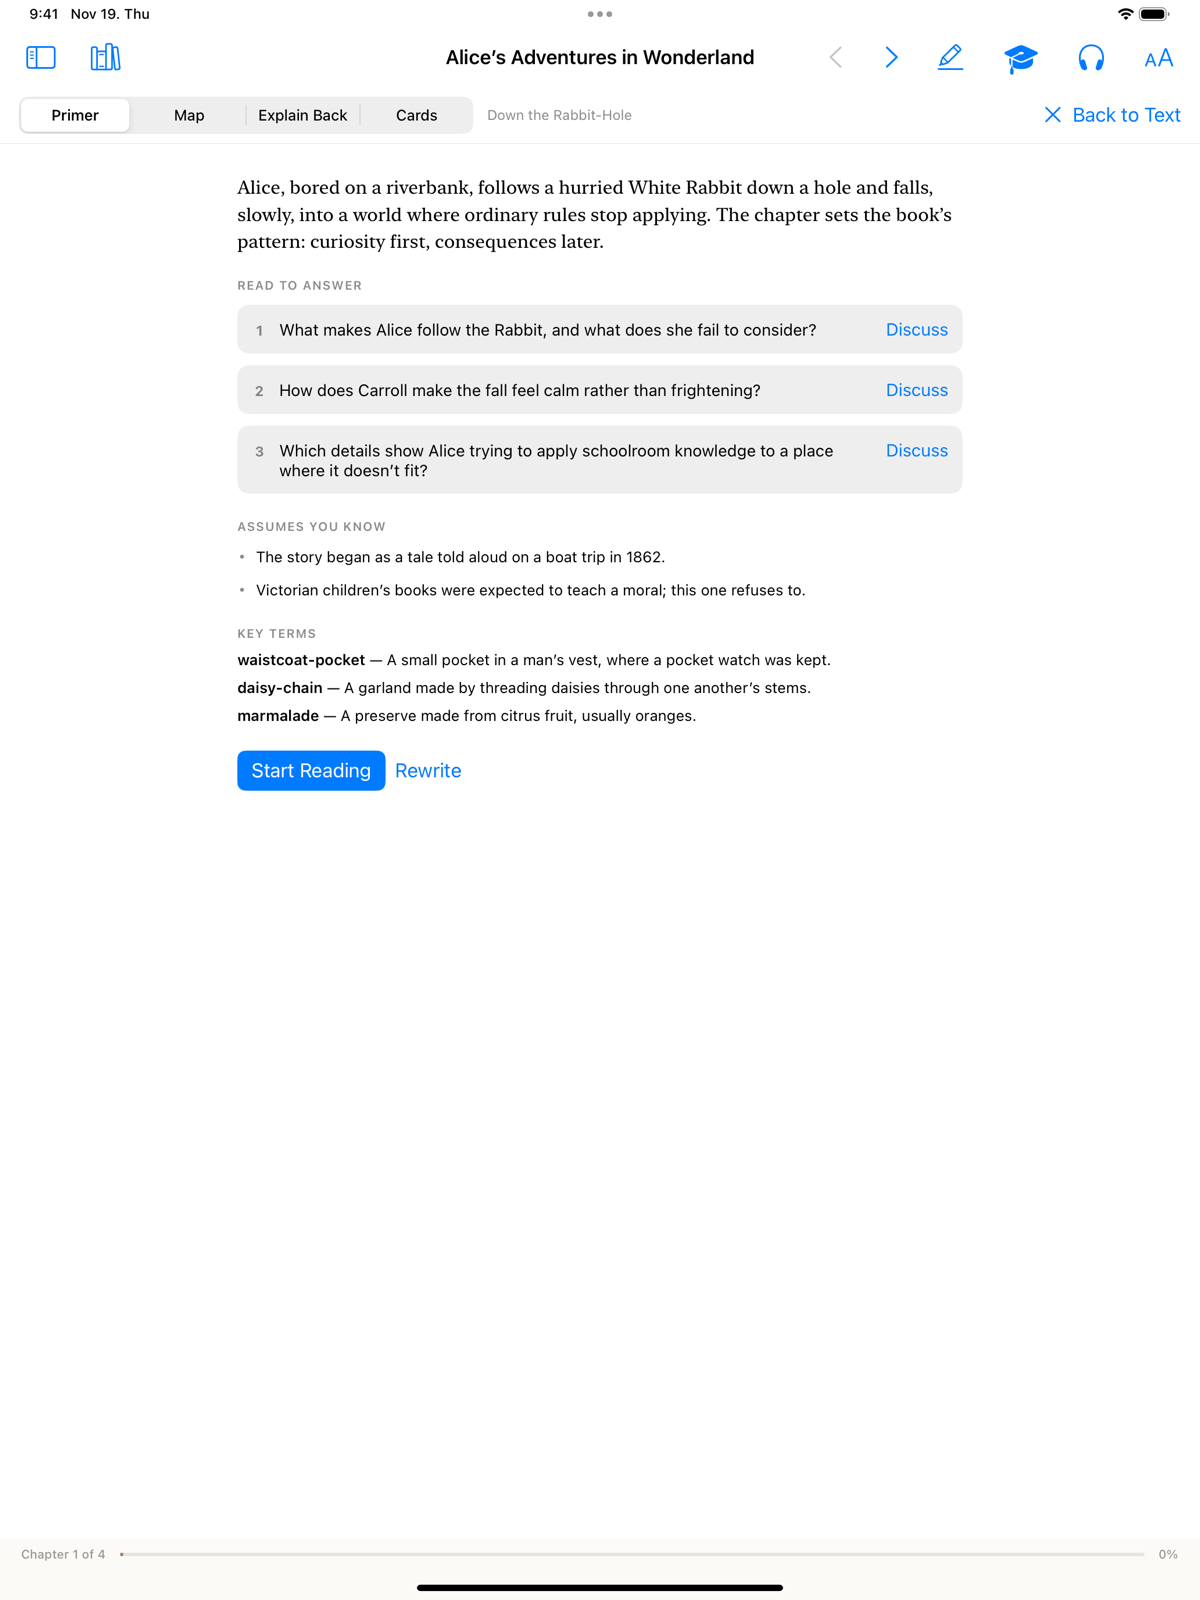 9:41 Nov 19. Thu
Alice’s Adventures in Wonderland
AA
Primer
Map
Explain Back
Cards
Down the Rabbit-Hole
Back to Text
Alice, bored on a riverbank, follows a hurried White Rabbit down a hole and falls,
slowly, into a world where ordinary rules stop applying. The chapter sets the book’s
pattern: curiosity first, consequences later.
READ TO ANSWER
1 What makes Alice follow the Rabbit, and what does she fail to consider? Discuss
2 How does Carroll make the fall feel calm rather than frightening? Discuss
3 Which details show Alice trying to apply schoolroom knowledge to a place Discuss
where it doesn’t fit?
ASSUMES YOU KNOW
• The story began as a tale told aloud on a boat trip in 1862.
• Victorian children’s books were expected to teach a moral; this one refuses to.
KEY TERMS
waistcoat-pocket — A small pocket in a man’s vest, where a pocket watch was kept.
daisy-chain — A garland made by threading daisies through one another’s stems.
marmalade — A preserve made from citrus fruit, usually oranges.
Start Reading
Rewrite
Chapter 1 of 4
0%